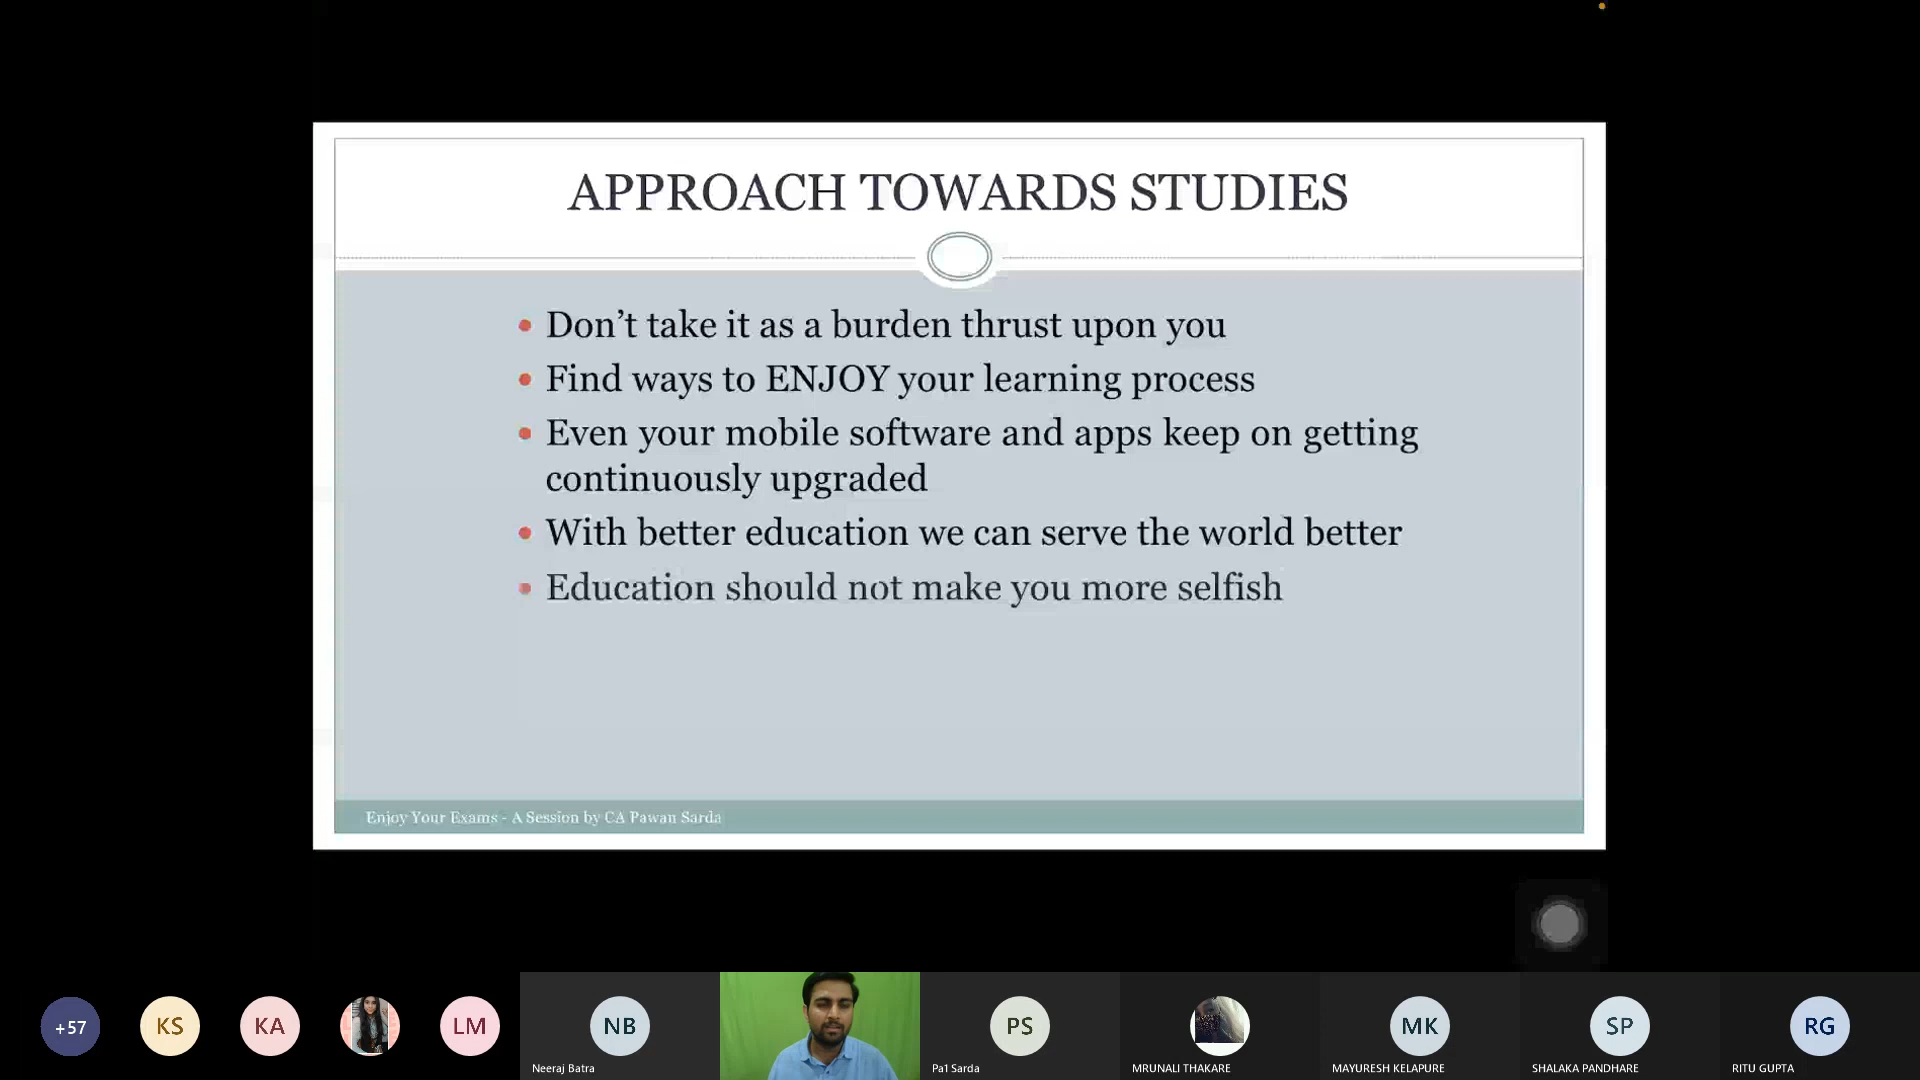 APPROACH TOWARDS STUDIES
Don't take it as a burden thrust upon you
Find ways to ENJOY your learning process
Even your mobile software and apps keep on getting
continuously upgraded
With better education we can serve the world better
Education should not make you more selfish
Enjoy Your Exams - A Session by CA Pawan Sarda
+57
KS
KA
LM
NB
PS
MK
SP
RG
Neeraj Batra
Pa1 Sarda
MRUNALI THAKARE
MAYURESH KELAPURE
SHALAKA PANDHARE
RITU GUPTA